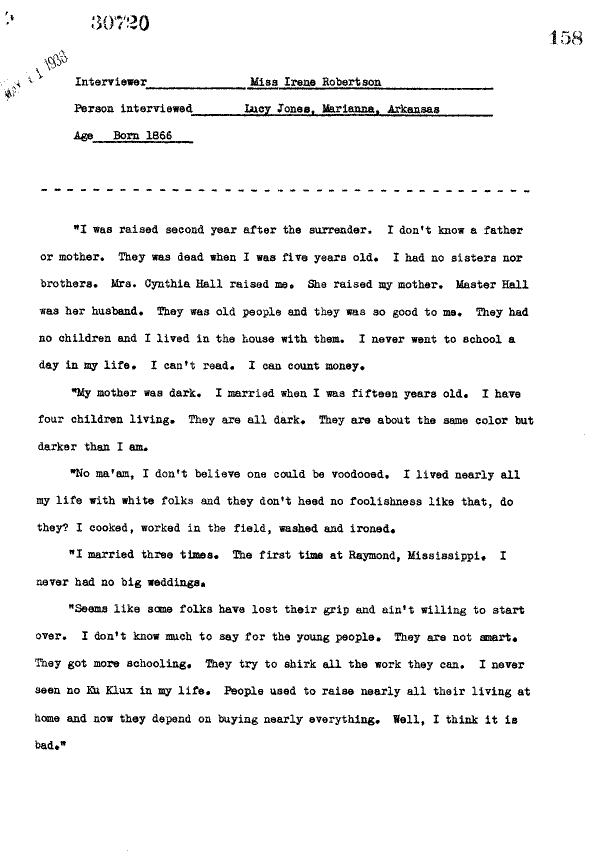 30720
158
MAY 11 1938
Interviewer Miss Irene Robertson
Person interviewed Lucy Jones, Marianna, Arkansas
Age Born 1866
"I was raised second year after the surrender. I don't know a father
or mother. They was dead when I was five years old. I had no sisters nor
brothers. Mrs. Cynthia Hall raised me. She raised my mother. Master Hall
was her husband. They was old people and they was so good to me. They had
no children and I lived in the house with them. I never went to school a
day in my life. I can't read. I can count money.
"My mother was dark. I married when I was fifteen years old. I have
four children living. They are all dark. They are about the same color but
darker than I am.
"No ma'am, I don't believe one could be voodooed. I lived nearly all
my life with white folks and they don't heed no foolishness like that, do
they? I cooked, worked in the field, washed and ironed.
"I married three times. The first time at Raymond, Mississippi. I
never had no big weddings.
"Seems like some folks have lost their grip and ain't willing to start
over. I don't know much to say for the young people. They are not smart.
They got more schooling. They try to shirk all the work they can. I never
seen no Ku Klux in my life. People used to raise nearly all their living at
home and now they depend on buying nearly everything. Well, I think it is
bad."